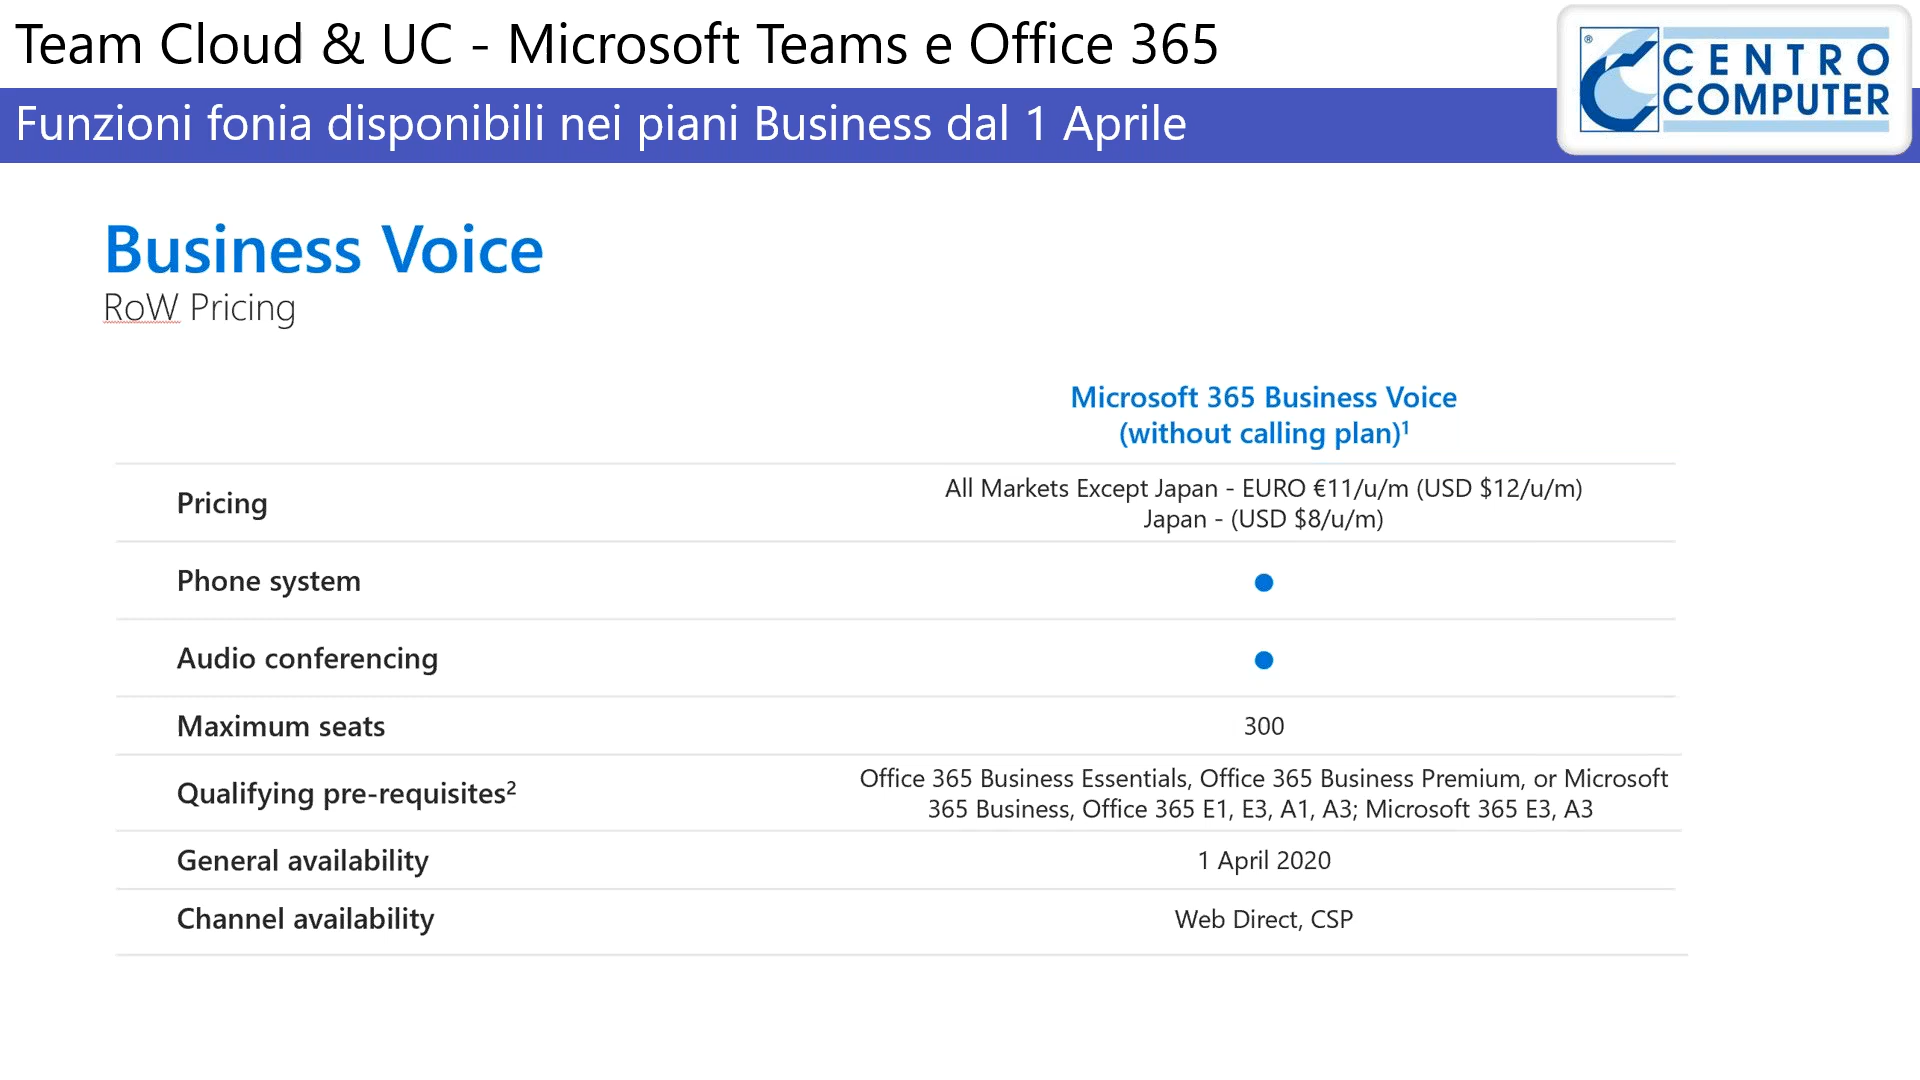 Team Cloud & UC - Microsoft Teams e Office 365
Funzioni fonia disponibili nei piani Business dal 1 Aprile
®
CENTRO
COMPUTER
Business Voice
RoW Pricing
Microsoft 365 Business Voice
(without calling plan)¹
Pricing
All Markets Except Japan - EURO €11/u/m (USD $12/u/m)
Japan - (USD $8/u/m)
Phone system
●
Audio conferencing
●
Maximum seats
300
Qualifying pre-requisites²
Office 365 Business Essentials, Office 365 Business Premium, or Microsoft
365 Business, Office 365 E1, E3, A1, A3; Microsoft 365 E3, A3
General availability
1 April 2020
Channel availability
Web Direct, CSP